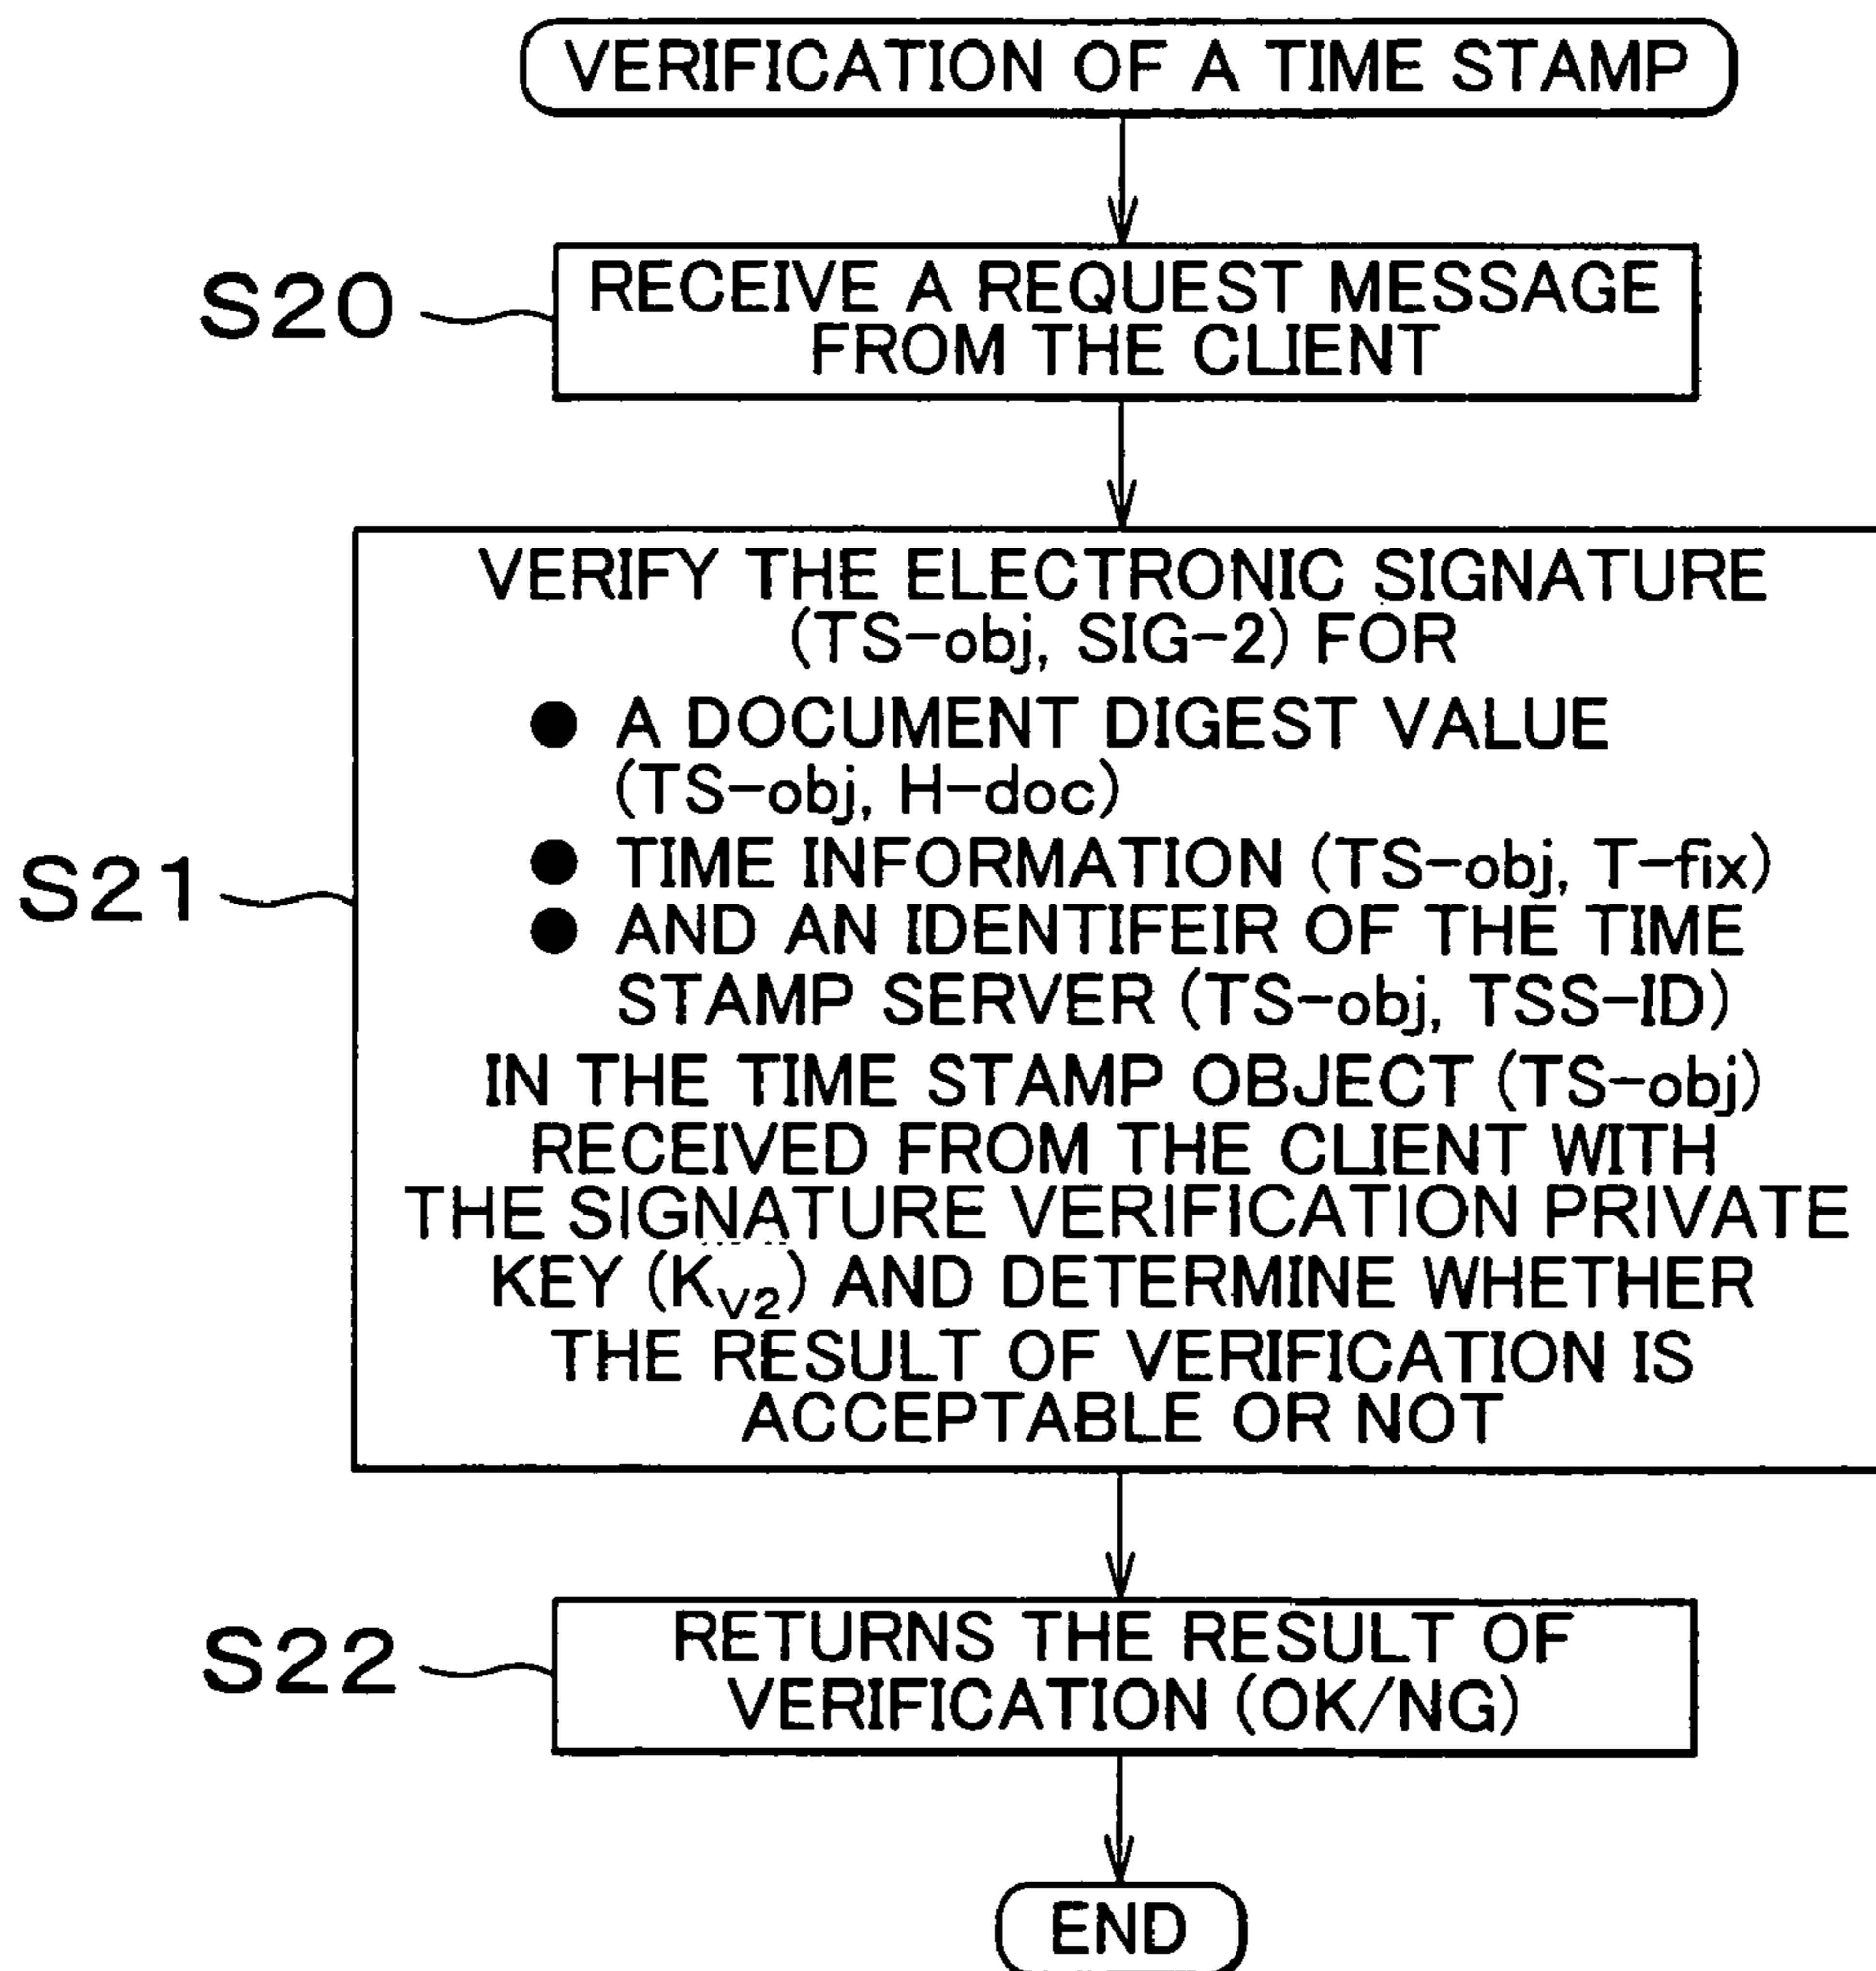 VERIFICATION OF A TIME STAMP
S20
RECEIVE A REQUEST MESSAGE
FROM THE CLIENT
S21
VERIFY THE ELECTRONIC SIGNATURE
(TS-obj, SIG-2) FOR
● A DOCUMENT DIGEST VALUE
(TS-obj, H-doc)
● TIME INFORMATION (TS-obj, T-fix)
● AND AN IDENTIFEIR OF THE TIME
STAMP SERVER (TS-obj, TSS-ID)
IN THE TIME STAMP OBJECT (TS-obj)
RECEIVED FROM THE CLIENT WITH
THE SIGNATURE VERIFICATION PRIVATE
KEY (KV2) AND DETERMINE WHETHER
THE RESULT OF VERIFICATION IS
ACCEPTABLE OR NOT
S22
RETURNS THE RESULT OF
VERIFICATION (OK/NG)
END